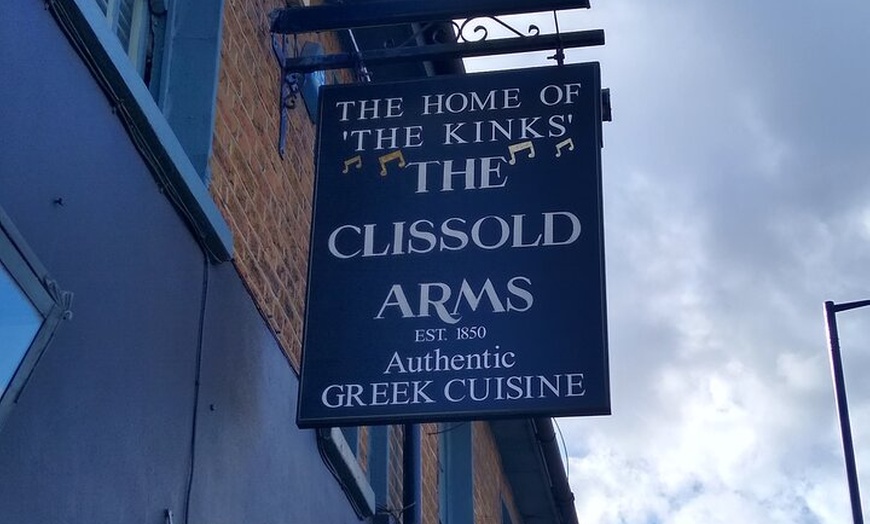 THE HOME OF
'THE KINKS'
THE
CLISSOLD
ARMS
EST. 1850
Authentic
GREEK CUISINE